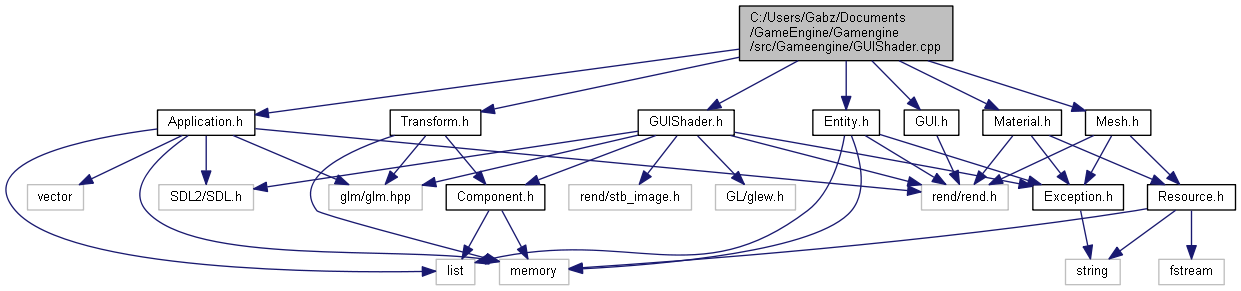 C:/Users/Gabz/Documents
/GameEngine/Gamengine
/src/Gameengine/GUIShader.cpp
Application.h
Transform.h
GUIShader.h
Entity.h
GUI.h
Material.h
Mesh.h
vector
SDL2/SDL.h
glm/glm.hpp
Component.h
rend/stb_image.h
GL/glew.h
rend/rend.h
Exception.h
Resource.h
list
memory
string
fstream